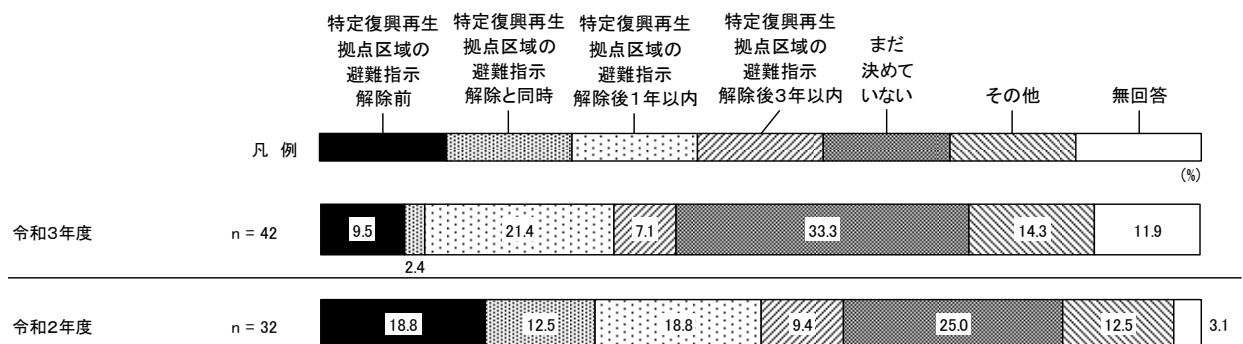 特定復興再生
拠点区域の
避難指示
解除前
特定復興再生
拠点区域の
避難指示
解除と同時
特定復興再生
拠点区域の
避難指示
解除後1年以内
特定復興再生
拠点区域の
避難指示
解除後3年以内
まだ
決めて
いない
その他
無回答
凡 例
(%)
令和3年度 n = 42 9.5 2.4 21.4 7.1 33.3 14.3 11.9
令和2年度 n = 32 18.8 12.5 18.8 9.4 25.0 12.5 3.1